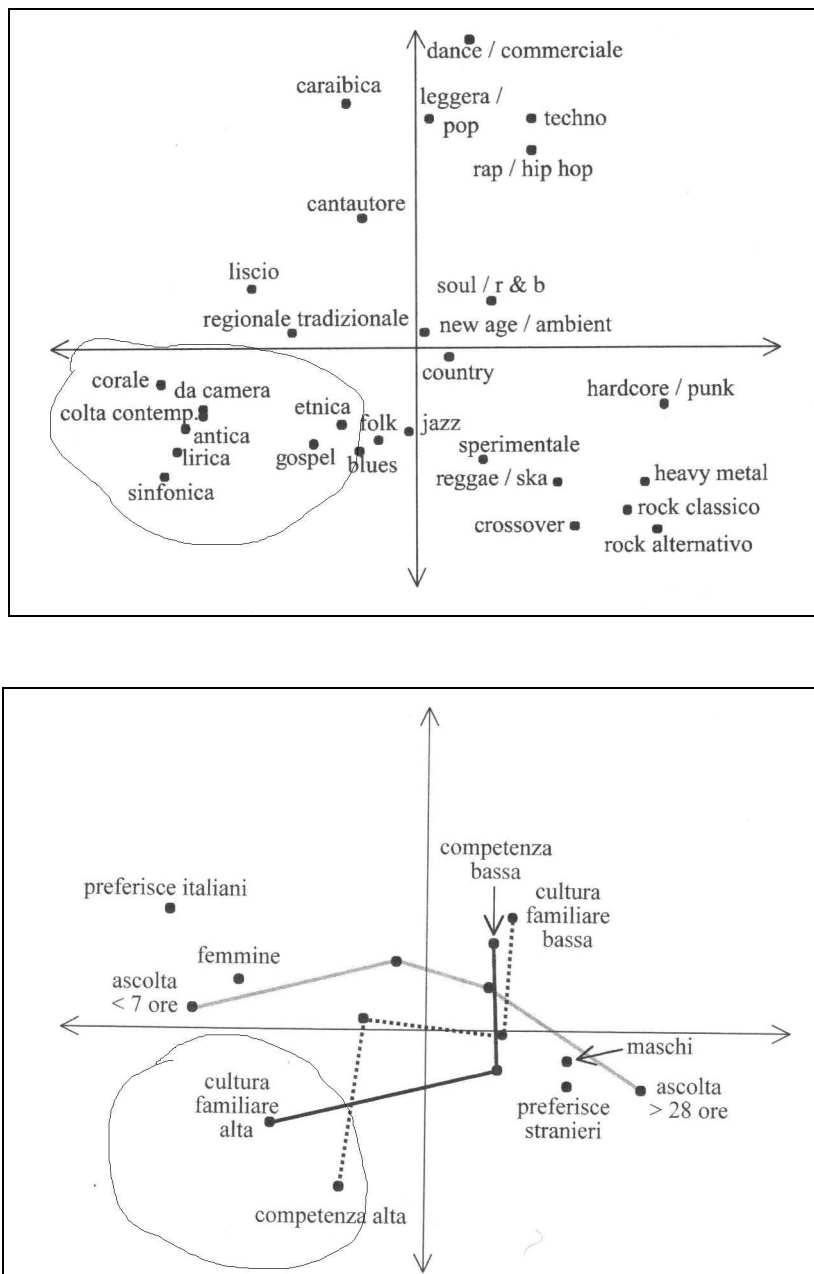 dance / commerciale
caraibica
leggera /
pop
techno
rap / hip hop
cantautore
liscio
soul / r & b
regionale tradizionale
new age / ambient
country
corale
da camera
hardcore / punk
colta contemp.
etnica
antica
folk
jazz
lirica
gospel
blues
sperimentale
sinfonica
reggae / ska
heavy metal
rock classico
crossover
rock alternativo
competenza
bassa
preferisce italiani
cultura
familiare
bassa
femmine
ascolta
< 7 ore
maschi
cultura
familiare
alta
ascolta
> 28 ore
preferisce
stranieri
competenza alta